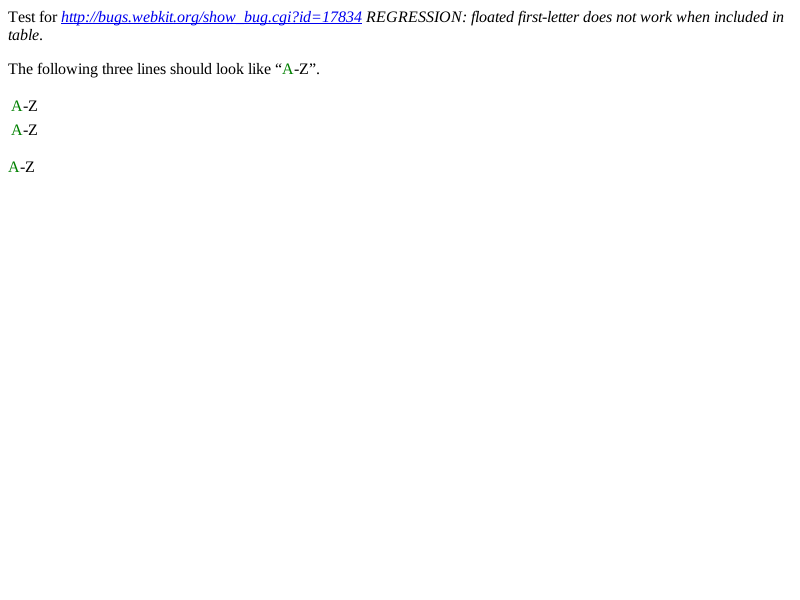 Test for http://bugs.webkit.org/show_bug.cgi?id=17834 REGRESSION: floated first-letter does not work when included in
table.
The following three lines should look like “A-Z”.
A-Z
A-Z
A-Z